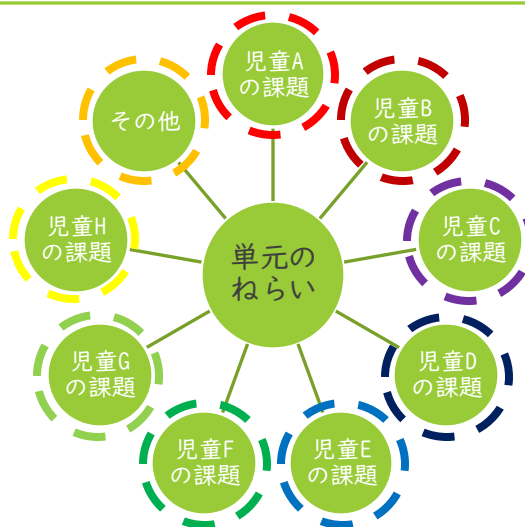 児童A
の課題
児童B
の課題
児童C
の課題
児童D
の課題
児童E
の課題
児童F
の課題
児童G
の課題
児童H
の課題
その他
単元の
ねらい